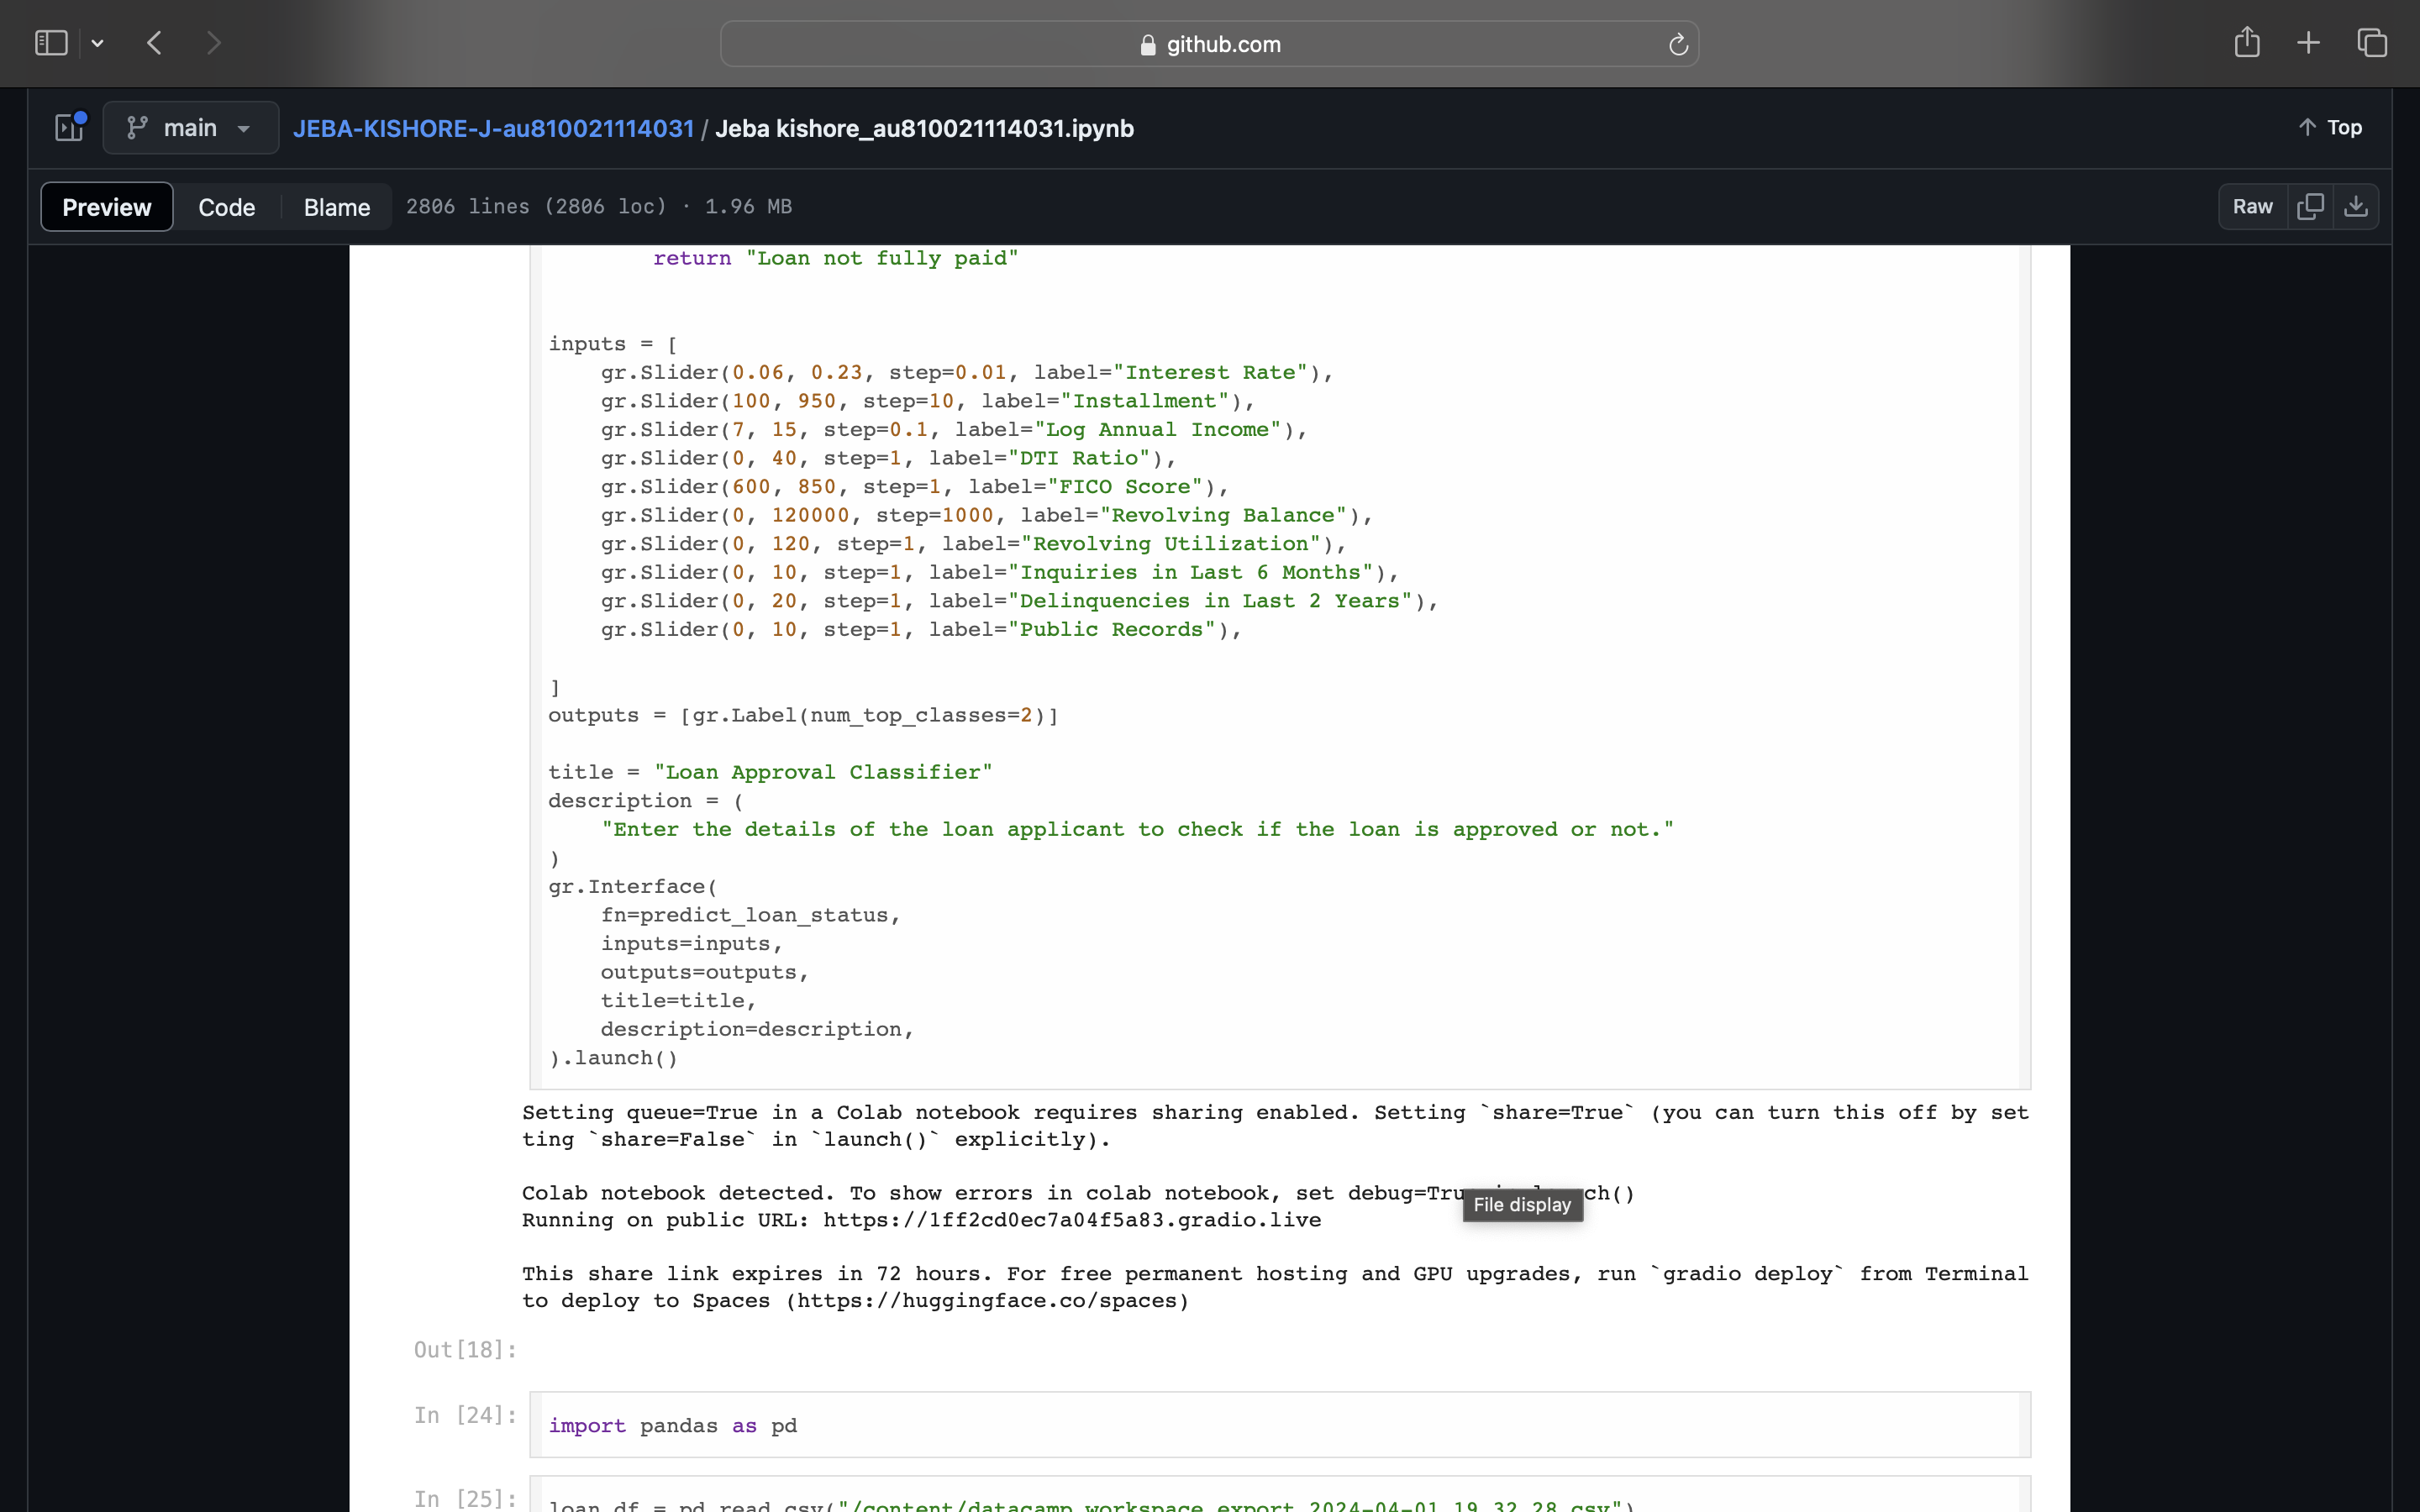 github.com
main
JEBA-KISHORE-J-au810021114031 / Jeba kishore_au810021114031.ipynb
Top
Preview
Code
Blame
2806 lines (2806 loc) · 1.96 MB
Raw
return "Loan not fully paid"
inputs = [
gr.Slider(0.06, 0.23, step=0.01, label="Interest Rate"),
gr.Slider(100, 950, step=10, label="Installment"),
gr.Slider(7, 15, step=0.1, label="Log Annual Income"),
gr.Slider(0, 40, step=1, label="DTI Ratio"),
gr.Slider(600, 850, step=1, label="FICO Score"),
gr.Slider(0, 120000, step=1000, label="Revolving Balance"),
gr.Slider(0, 120, step=1, label="Revolving Utilization"),
gr.Slider(0, 10, step=1, label="Inquiries in Last 6 Months"),
gr.Slider(0, 20, step=1, label="Delinquencies in Last 2 Years"),
gr.Slider(0, 10, step=1, label="Public Records"),
]
outputs = [gr.Label(num_top_classes=2)]
title = "Loan Approval Classifier"
description = (
"Enter the details of the loan applicant to check if the loan is approved or not."
)
gr.Interface(
fn=predict_loan_status,
inputs=inputs,
outputs=outputs,
title=title,
description=description,
).launch()
Setting queue=True in a Colab notebook requires sharing enabled. Setting `share=True` (you can turn this off by set
ting `share=False` in `launch()` explicitly).
Colab notebook detected. To show errors in colab notebook, set debug=Tru ch()
File display
Running on public URL: https://1ff2cd0ec7a04f5a83.gradio.live
This share link expires in 72 hours. For free permanent hosting and GPU upgrades, run `gradio deploy` from Terminal
to deploy to Spaces (https://huggingface.co/spaces)
Out[18]:
In [24]:
import pandas as pd
In [25]:
loan_df = pd.read_csv("/content/datacamp_workspace_export_2024-04-01_19_32_28.csv")